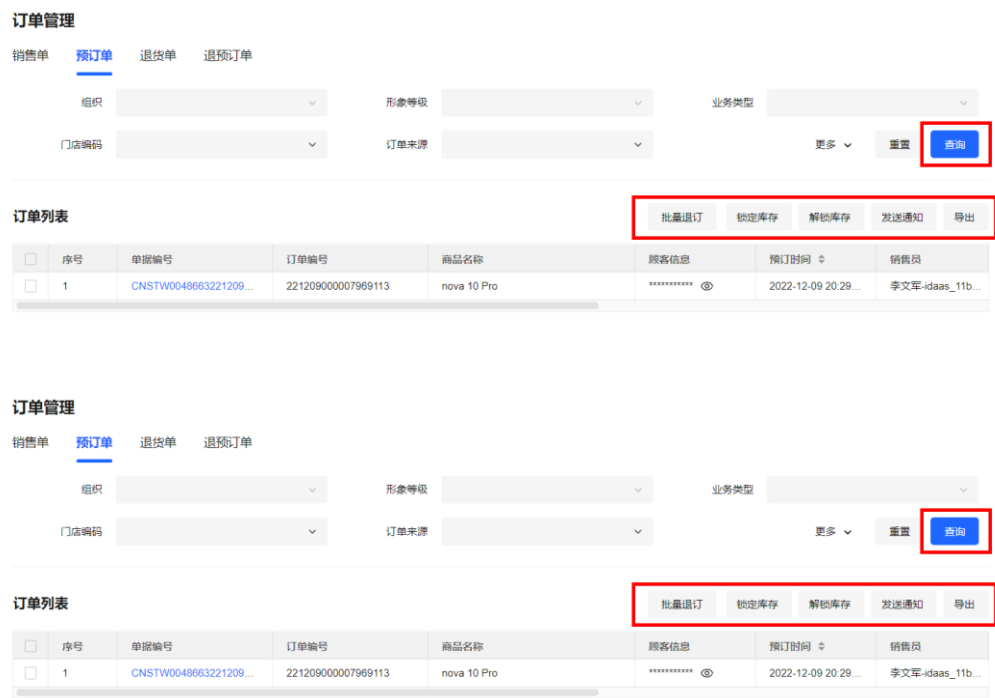 订单管理
销售单 预订单 退货单 退预订单
组织 形象等级 业务类型
门店编码 订单来源 更多 重置 查询
订单列表 批量退订 锁定库存 解锁库存 发送通知 导出
序号 单据编号 订单编号 商品名称 顾客信息 预订时间 销售员
1 CNSTW0048663221209... 221209000007969113 nova 10 Pro *********** 2022-12-09 20:29... 李文军-idaas_11b...
订单管理
销售单 预订单 退货单 退预订单
组织 形象等级 业务类型
门店编码 订单来源 更多 重置 查询
订单列表 批量退订 锁定库存 解锁库存 发送通知 导出
序号 单据编号 订单编号 商品名称 顾客信息 预订时间 销售员
1 CNSTW0048663221209... 221209000007969113 nova 10 Pro *********** 2022-12-09 20:29... 李文军-idaas_11b...